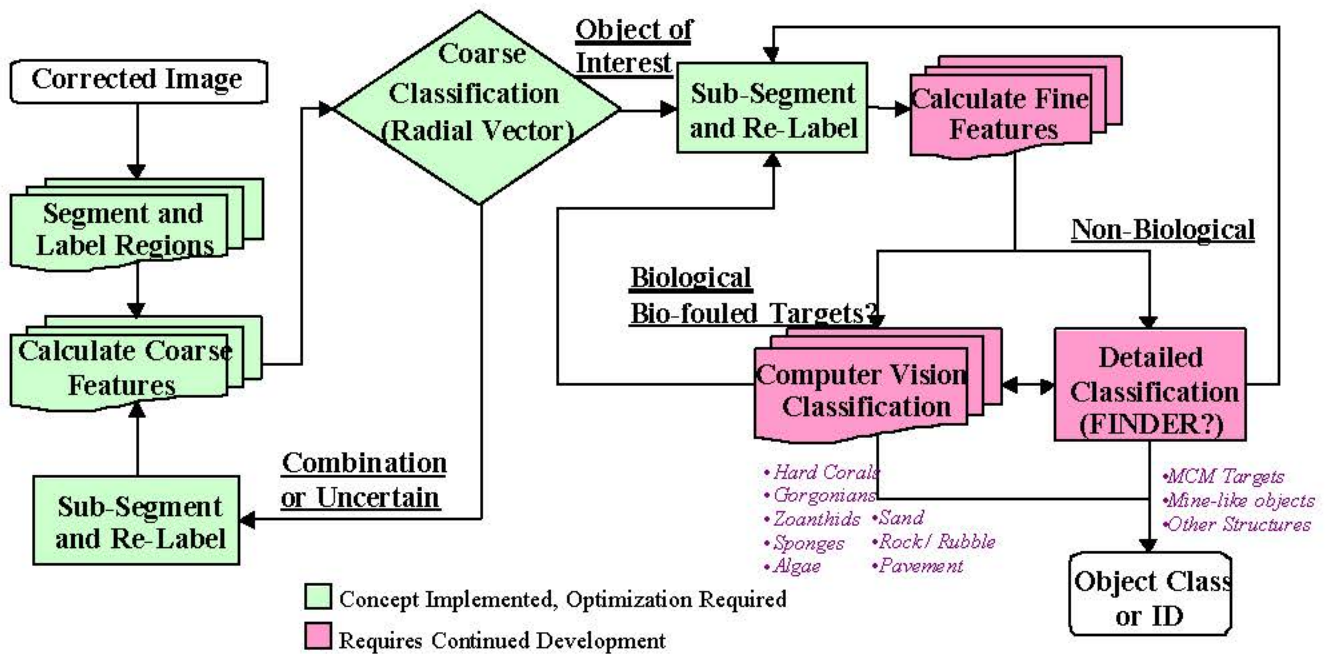 Corrected Image
Segment and
Label Regions
Calculate Coarse
Features
Sub-Segment
and Re-Label
Coarse
Classification
(Radial Vector)
Combination
or Uncertain
Object of
Interest
Sub-Segment
and Re-Label
Calculate Fine
Features
Biological
Bio-fouled Targets?
Non-Biological
Computer Vision
Classification
Detailed
Classification
(FINDER?)
•Hard Corals
•Gorgonians
•Zoanthids
•Sponges
•Algae
•Sand
•Rock/ Rubble
•Pavement
•MCM Targets
•Mine-like objects
•Other Structures
Object Class
or ID
Concept Implemented, Optimization Required
Requires Continued Development